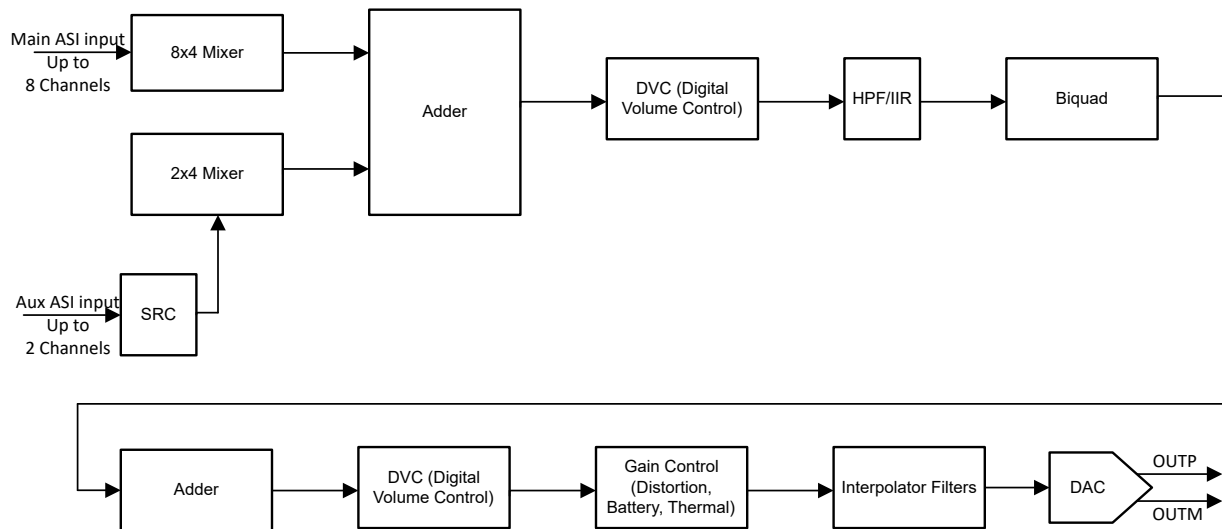 Main ASI input
Up to
8 Channels
8x4 Mixer
Adder
DVC (Digital
Volume Control)
HPF/IIR
Biquad
2x4 Mixer
Aux ASI input
Up to
2 Channels
SRC
Adder
DVC (Digital
Volume Control)
Gain Control
(Distortion,
Battery, Thermal)
Interpolator Filters
DAC
OUTP
OUTM